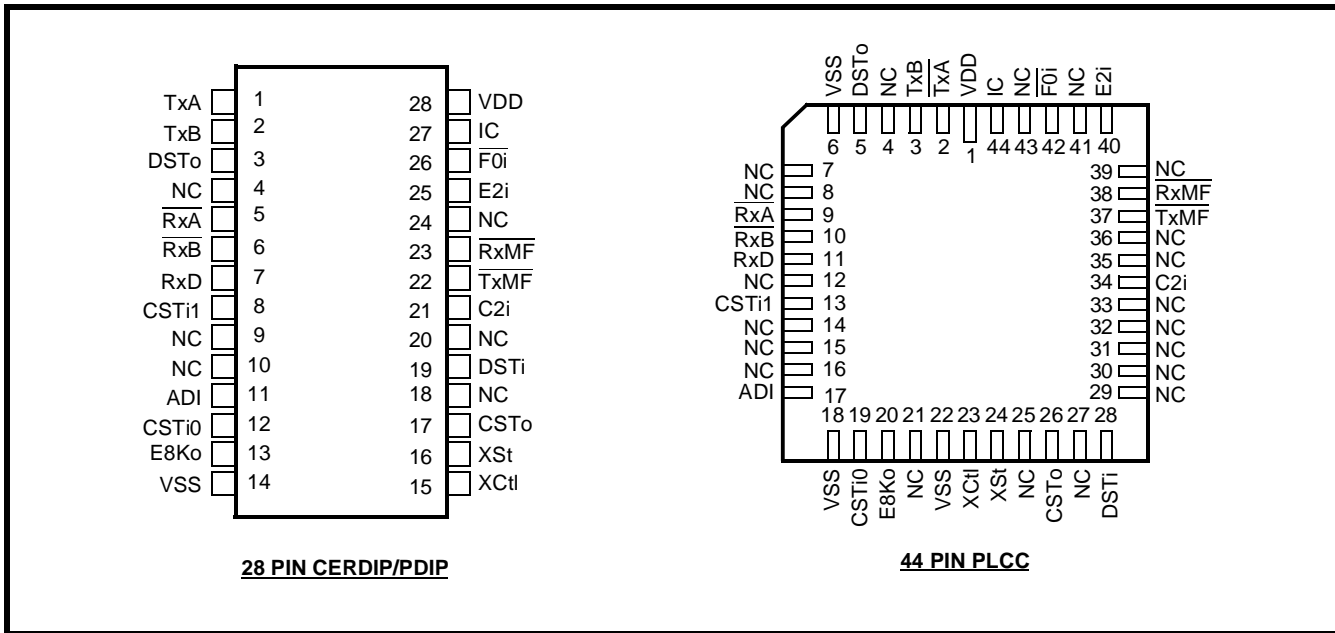 TxA 1 28 VDD
TxB 2 27 IC
DSTo 3 26 F0i
NC 4 25 E2i
RxA 5 24 NC
RxB 6 23 RxMF
RxD 7 22 TxMF
CSTi1 8 21 C2i
NC 9 20 NC
NC 10 19 DSTi
ADI 11 18 NC
CSTi0 12 17 CSTo
E8Ko 13 16 XSt
VSS 14 15 XCtl
28 PIN CERDIP/PDIP
VSS DSTo NC TxB TxA VDD IC NC F0i NC E2i
6 5 4 3 2 1 44 43 42 41 40
NC 7 39 NC
NC 8 38 RxMF
RxA 9 37 TxMF
RxB 10 36 NC
RxD 11 35 NC
NC 12 34 C2i
CSTi1 13 33 NC
NC 14 32 NC
NC 15 31 NC
NC 16 30 NC
ADI 17 29 NC
18 19 20 21 22 23 24 25 26 27 28
VSS CSTi0 E8Ko NC VSS XCtl XSt NC CSTo NC DSTi
44 PIN PLCC